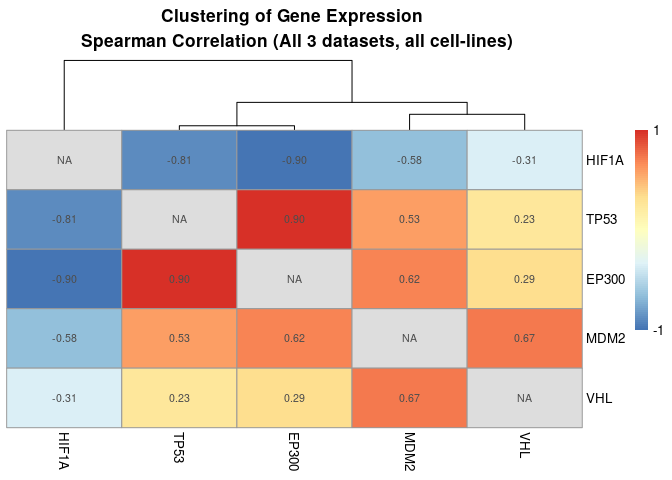 Clustering of Gene Expression
Spearman Correlation (All 3 datasets, all cell-lines)
1
NA -0.81 -0.90 -0.58 -0.31 HIF1A
-0.81 NA 0.90 0.53 0.23 TP53
-0.90 0.90 NA 0.62 0.29 EP300
-1
-0.58 0.53 0.62 NA 0.67 MDM2
-0.31 0.23 0.29 0.67 NA VHL
HIF1A TP53 EP300 MDM2 VHL